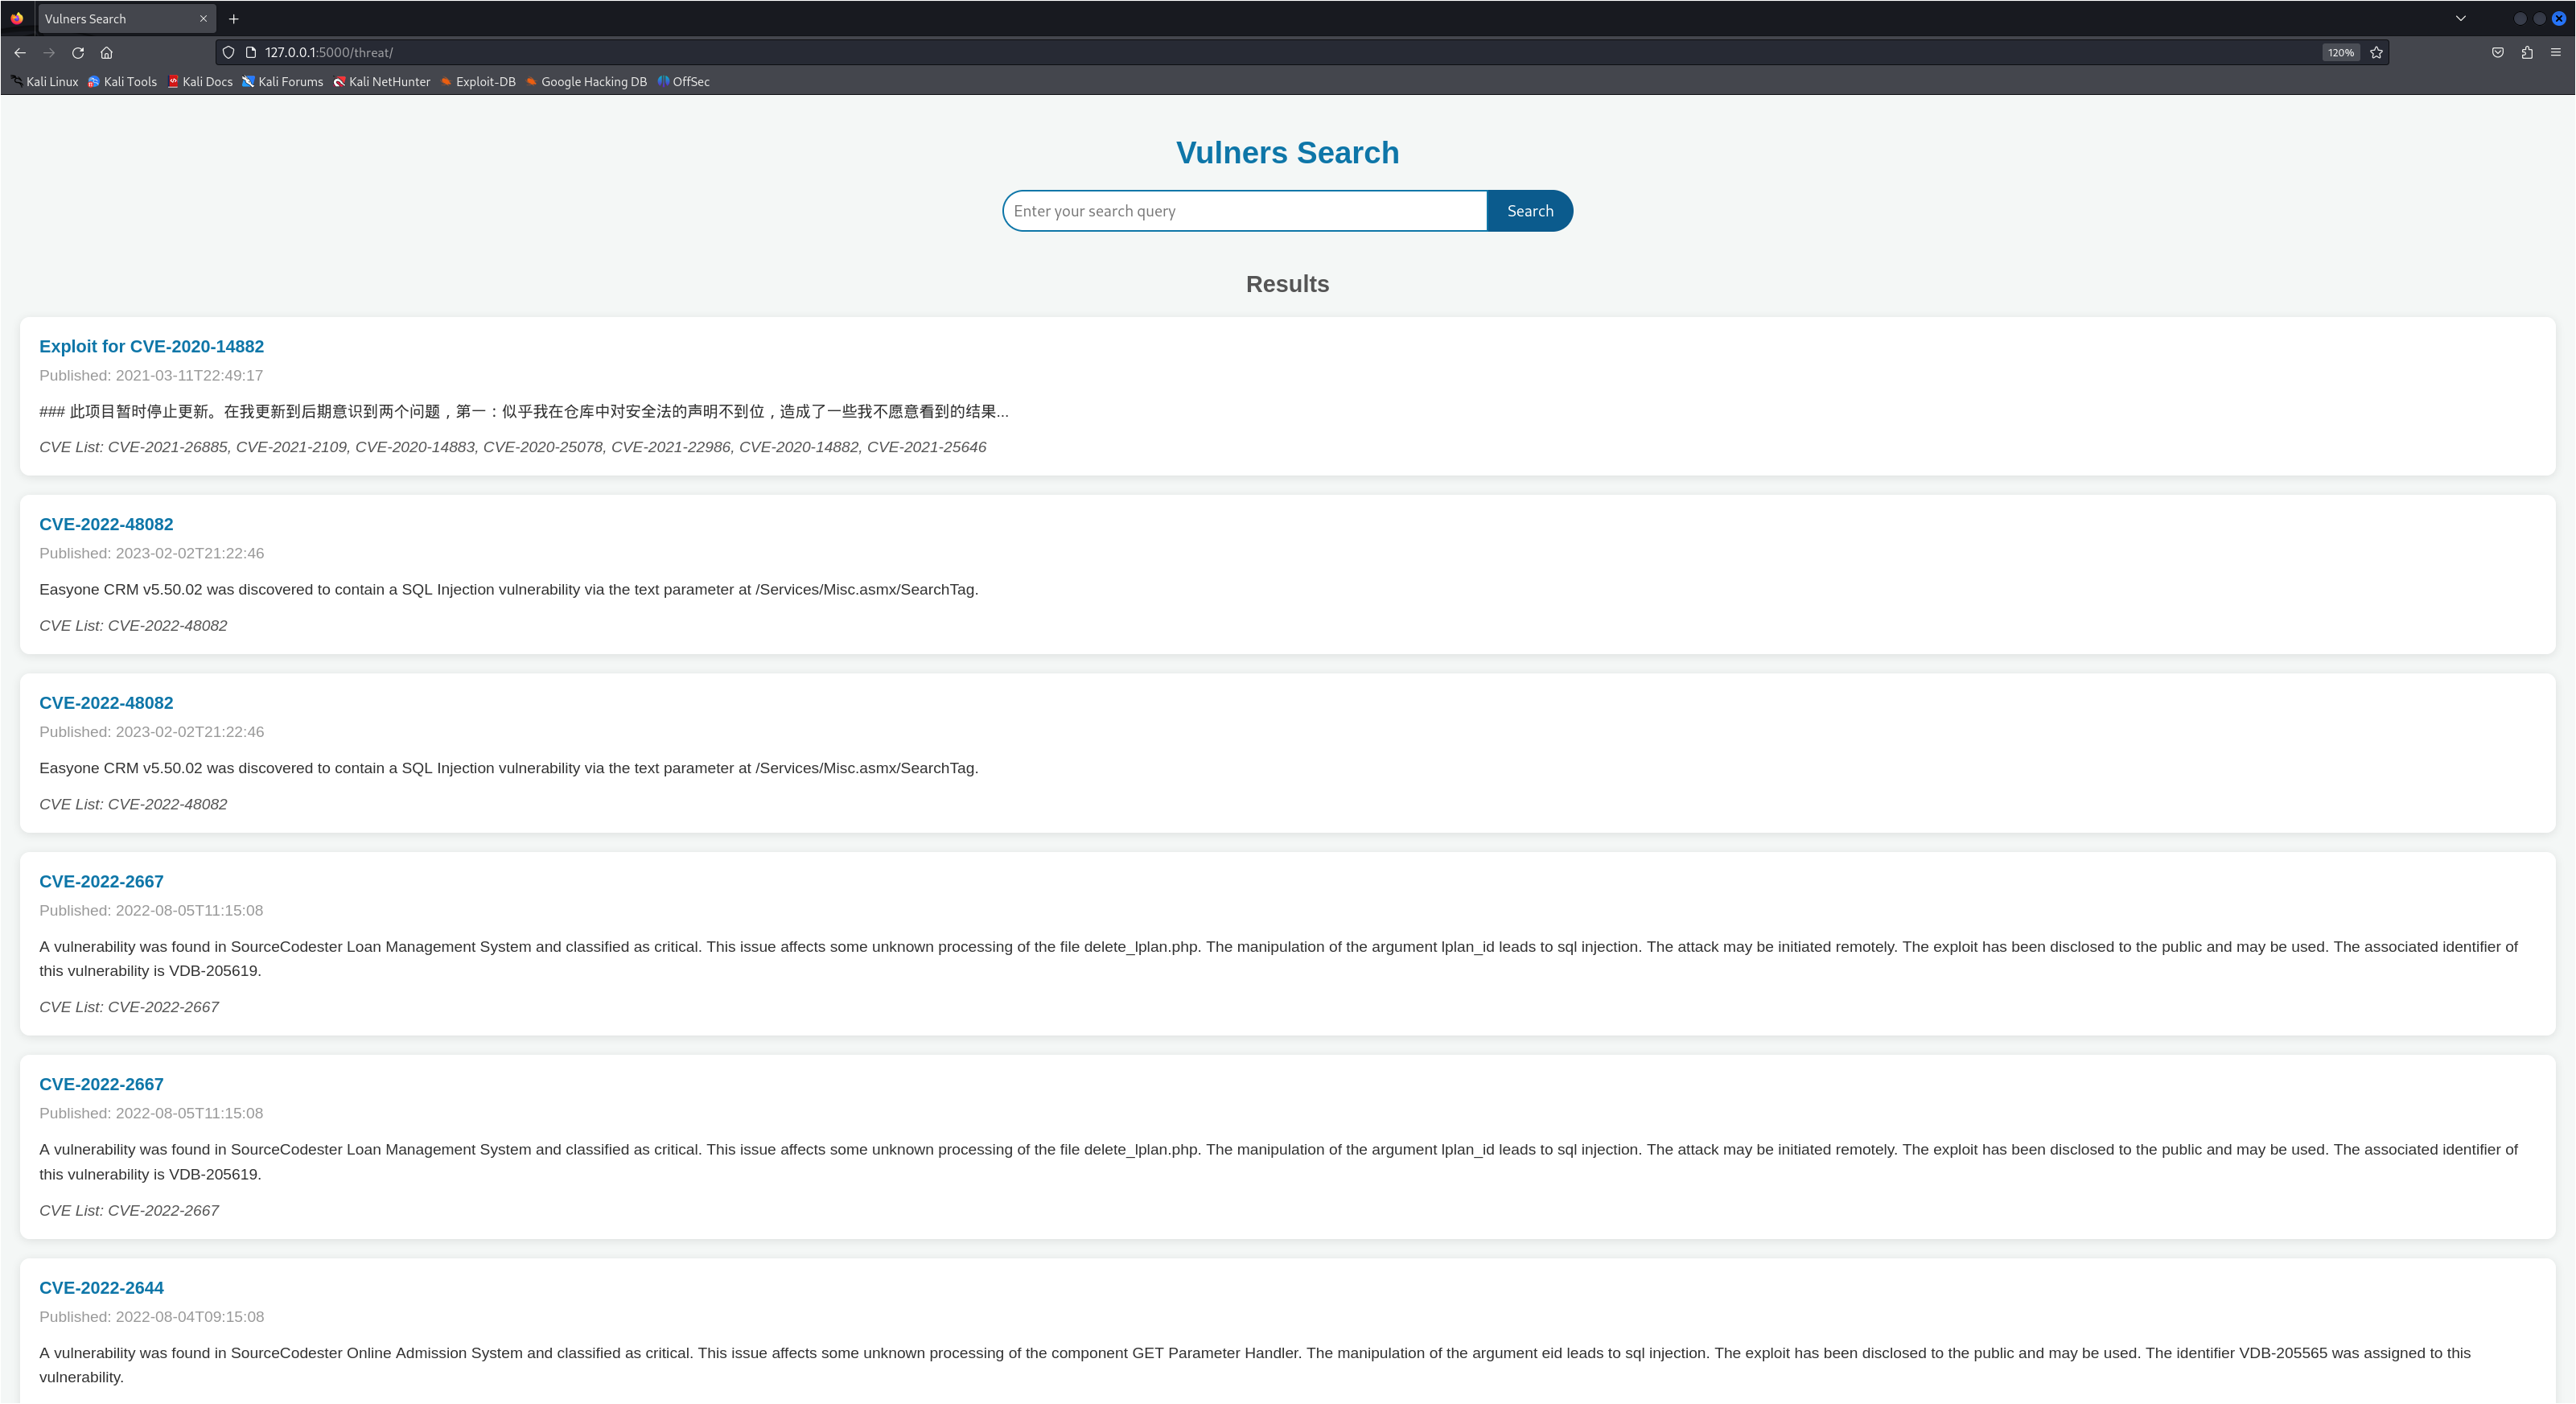 Vulners Search
127.0.0.1:5000/threat/
120%
Kali Linux Kali Tools Kali Docs Kali Forums Kali NetHunter Exploit-DB Google Hacking DB OffSec
Vulners Search
Enter your search query Search
Results
Exploit for CVE-2020-14882
Published: 2021-03-11T22:49:17
### 此项目暂时停止更新。在我更新到后期意识到两个问题，第一：似乎我在仓库中对安全法的声明不到位，造成了一些我不愿意看到的结果...
CVE List: CVE-2021-26885, CVE-2021-2109, CVE-2020-14883, CVE-2020-25078, CVE-2021-22986, CVE-2020-14882, CVE-2021-25646
CVE-2022-48082
Published: 2023-02-02T21:22:46
Easyone CRM v5.50.02 was discovered to contain a SQL Injection vulnerability via the text parameter at /Services/Misc.asmx/SearchTag.
CVE List: CVE-2022-48082
CVE-2022-48082
Published: 2023-02-02T21:22:46
Easyone CRM v5.50.02 was discovered to contain a SQL Injection vulnerability via the text parameter at /Services/Misc.asmx/SearchTag.
CVE List: CVE-2022-48082
CVE-2022-2667
Published: 2022-08-05T11:15:08
A vulnerability was found in SourceCodester Loan Management System and classified as critical. This issue affects some unknown processing of the file delete_lplan.php. The manipulation of the argument lplan_id leads to sql injection. The attack may be initiated remotely. The exploit has been disclosed to the public and may be used. The associated identifier of
this vulnerability is VDB-205619.
CVE List: CVE-2022-2667
CVE-2022-2667
Published: 2022-08-05T11:15:08
A vulnerability was found in SourceCodester Loan Management System and classified as critical. This issue affects some unknown processing of the file delete_lplan.php. The manipulation of the argument lplan_id leads to sql injection. The attack may be initiated remotely. The exploit has been disclosed to the public and may be used. The associated identifier of
this vulnerability is VDB-205619.
CVE List: CVE-2022-2667
CVE-2022-2644
Published: 2022-08-04T09:15:08
A vulnerability was found in SourceCodester Online Admission System and classified as critical. This issue affects some unknown processing of the component GET Parameter Handler. The manipulation of the argument eid leads to sql injection. The exploit has been disclosed to the public and may be used. The identifier VDB-205565 was assigned to this
vulnerability.